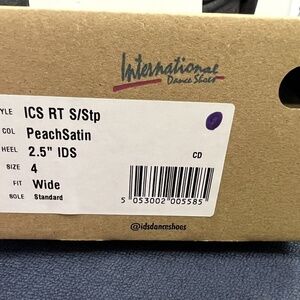 International
Dance Shoes
YLE ICS RT S/Stp
COL PeachSatin
HEEL 2.5" IDS
SIZE 4
FIT Wide
SOLE Standard
CD
5 053002 005585
@idsdanceshoes